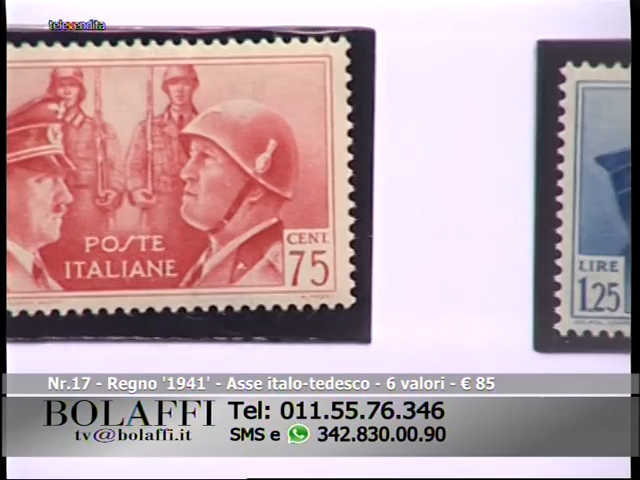 televendita
POSTE
ITALIANE
CENT.
75
LIRE
1,25
Nr.17 - Regno '1941' - Asse italo-tedesco - 6 valori - € 85
BOLAFFI
tv@bolaffi.it
Tel: 011.55.76.346
SMS e 342.830.00.90